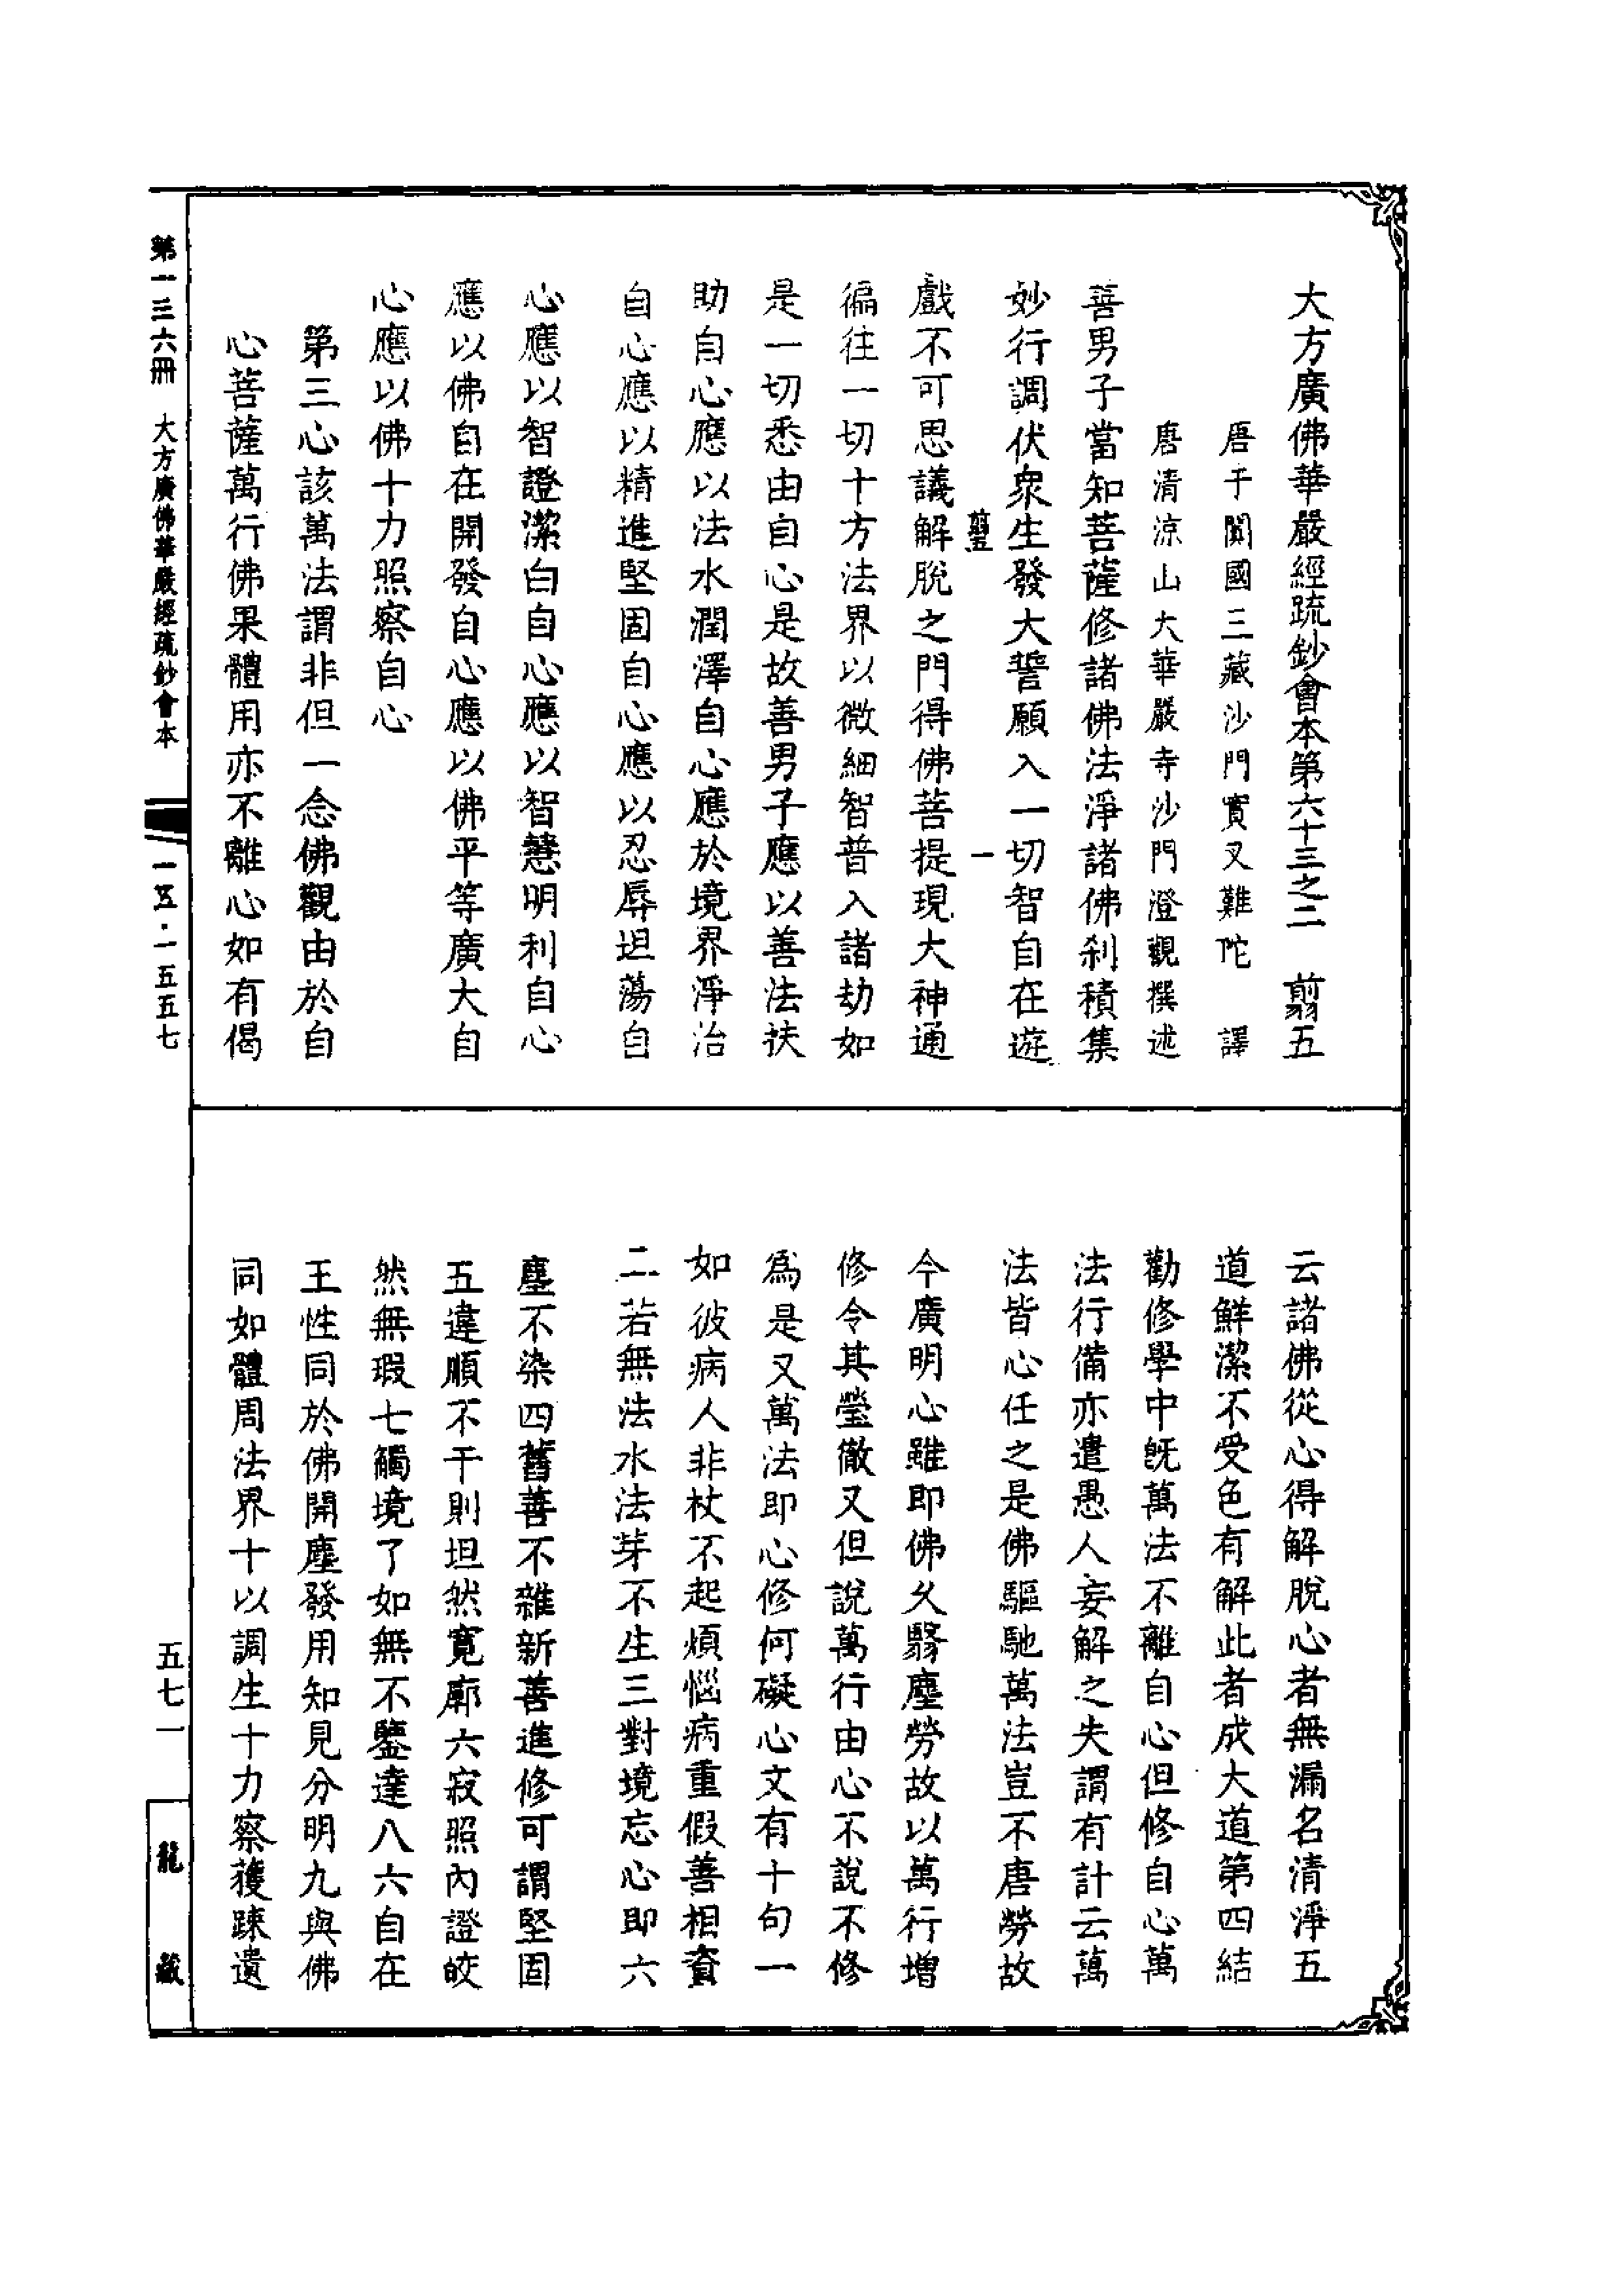 大方廣佛華嚴經疏鈔會本第六十三之二　翦五
唐于闐國三藏沙門實叉難陀　譯
唐清涼山大華嚴寺沙門澄觀撰述
善男子當知菩薩修諸佛法淨諸佛刹積集
妙行調伏衆生發大誓願入一切智自在遊
翦五　一
戲不可思議解脫之門得佛菩提現大神通
徧往一切十方法界以微細智普入諸劫如
是一切悉由自心是故善男子應以善法扶
助自心應以法水潤澤自心應於境界淨治
自心應以精進堅固自心應以忍辱坦蕩自
心應以智證潔白自心應以智慧明利自心
應以佛自在開發自心應以佛平等廣大自
心應以佛十力照察自心
第三心該萬法謂非但一念佛觀由於自
心菩薩萬行佛果體用亦不離心如有偈
云諸佛從心得解脫心者無漏名清淨五
道鮮潔不受色有解此者成大道第四結
勸修學中旣萬法不離自心但修自心萬
法行備亦遣愚人妄解之失謂有計云萬
法皆心任之是佛驅馳萬法豈不唐勞故
今廣明心雖即佛久翳塵勞故以萬行增
修令其瑩徹又但說萬行由心不說不修
爲是又萬法即心修何礙心文有十句一
如彼病人非杖不起煩惱病重假善相資
二若無法水法芽不生三對境忘心即六
塵不染四舊善不雜新善進修可謂堅固
五違順不干則坦然寬廓六寂照內證皎
然無瑕七觸境了如無不鑒達八六自在
王性同於佛開塵發用知見分明九與佛
同如體周法界十以調生十力察獲踈遺
第一三六冊　大方廣佛華嚴經疏鈔會本　一五·一五五七
五七一
龍藏